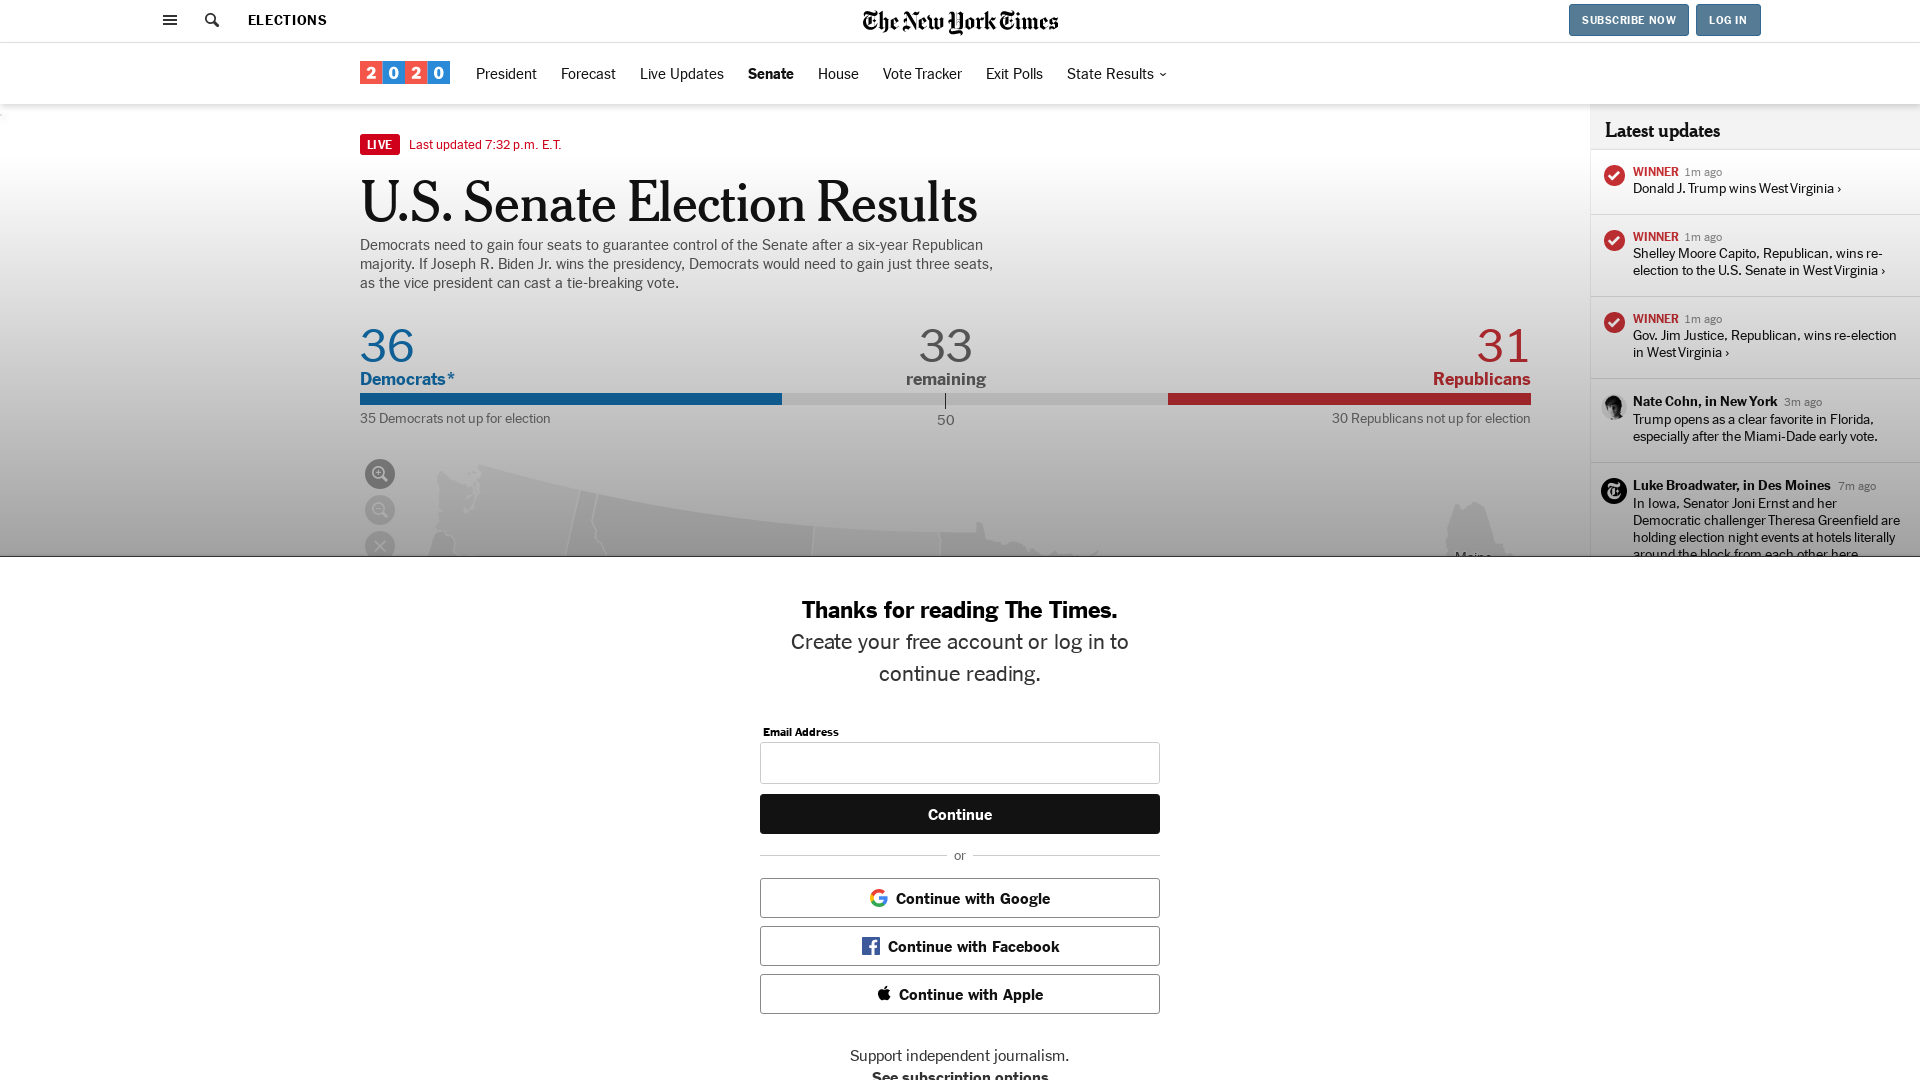 ELECTIONS
The New York Times
SUBSCRIBE NOW
LOG IN
2020
President
Forecast
Live Updates
Senate
House
Vote Tracker
Exit Polls
State Results
LIVE
Last updated 7:32 p.m. E.T.
U.S. Senate Election Results
Democrats need to gain four seats to guarantee control of the Senate after a six-year Republican
majority. If Joseph R. Biden Jr. wins the presidency, Democrats would need to gain just three seats,
as the vice president can cast a tie-breaking vote.
36
Democrats*
33
remaining
31
Republicans
35 Democrats not up for election
50
30 Republicans not up for election
Maine
Latest updates
WINNER 1m ago
Donald J. Trump wins West Virginia ›
WINNER 1m ago
Shelley Moore Capito, Republican, wins re-
election to the U.S. Senate in West Virginia ›
WINNER 1m ago
Gov. Jim Justice, Republican, wins re-election
in West Virginia ›
Nate Cohn, in New York 3m ago
Trump opens as a clear favorite in Florida,
especially after the Miami-Dade early vote.
Luke Broadwater, in Des Moines 7m ago
In Iowa, Senator Joni Ernst and her
Democratic challenger Theresa Greenfield are
holding election night events at hotels literally
around the block from each other here
Thanks for reading The Times.
Create your free account or log in to
continue reading.
Email Address
Continue
or
Continue with Google
Continue with Facebook
Continue with Apple
Support independent journalism.
See subscription options